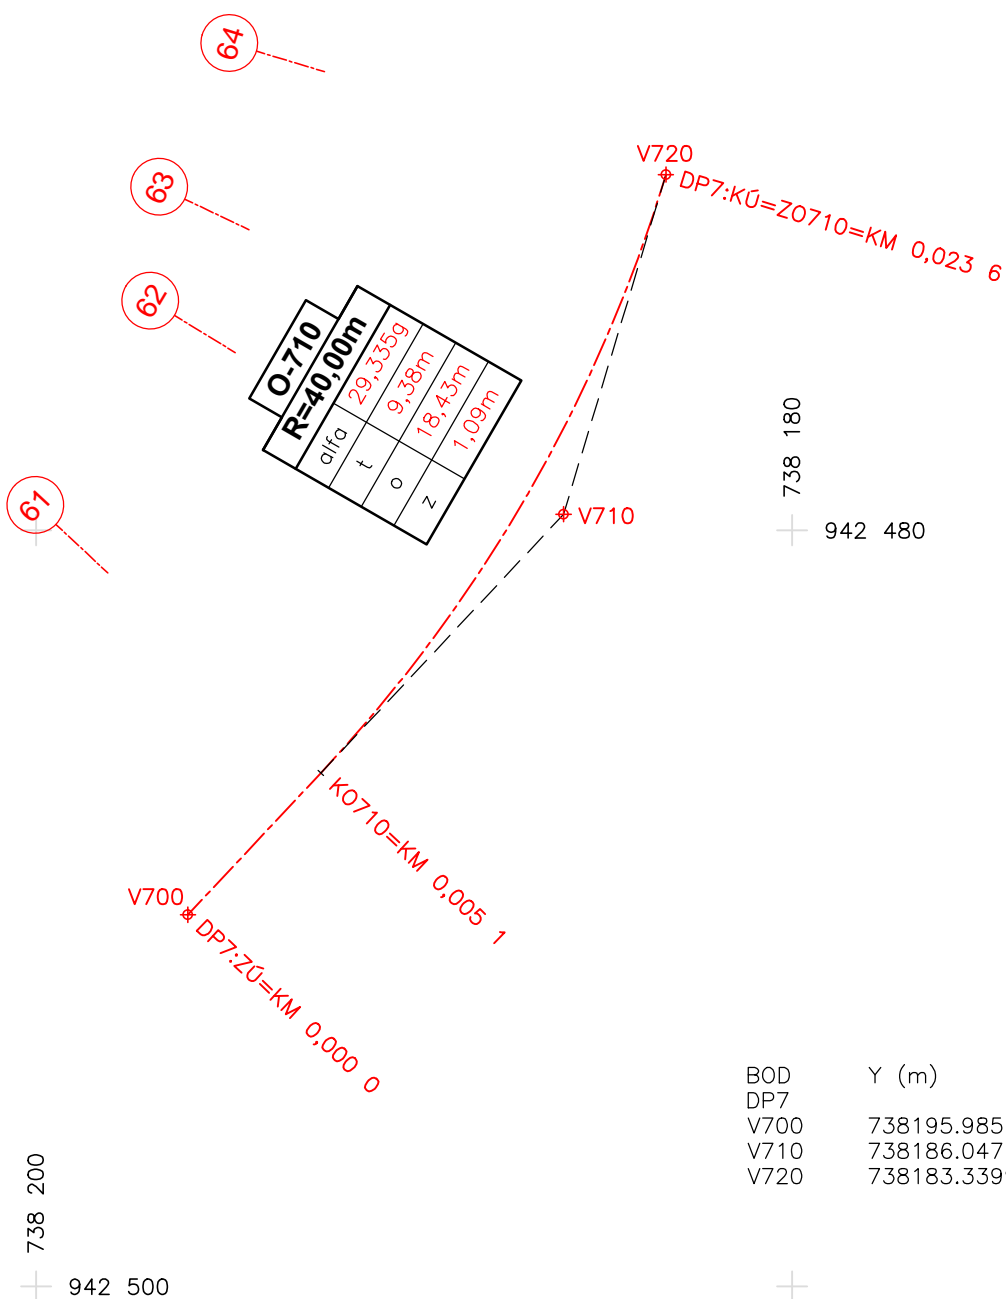 64
63
62
61
V720
DP7:KÚ=ZO710=KM 0,023 6
O-710
R=40,00m
alfa 29,335g
t 9,38m
o 18,43m
z 1,09m
738 180
942 480
V710
KO710=KM 0,005 1
V700
DP7:ZÚ=KM 0,000 0
BOD Y (m)
DP7
V700 738195.985
V710 738186.047
V720 738183.339
738 200
942 500